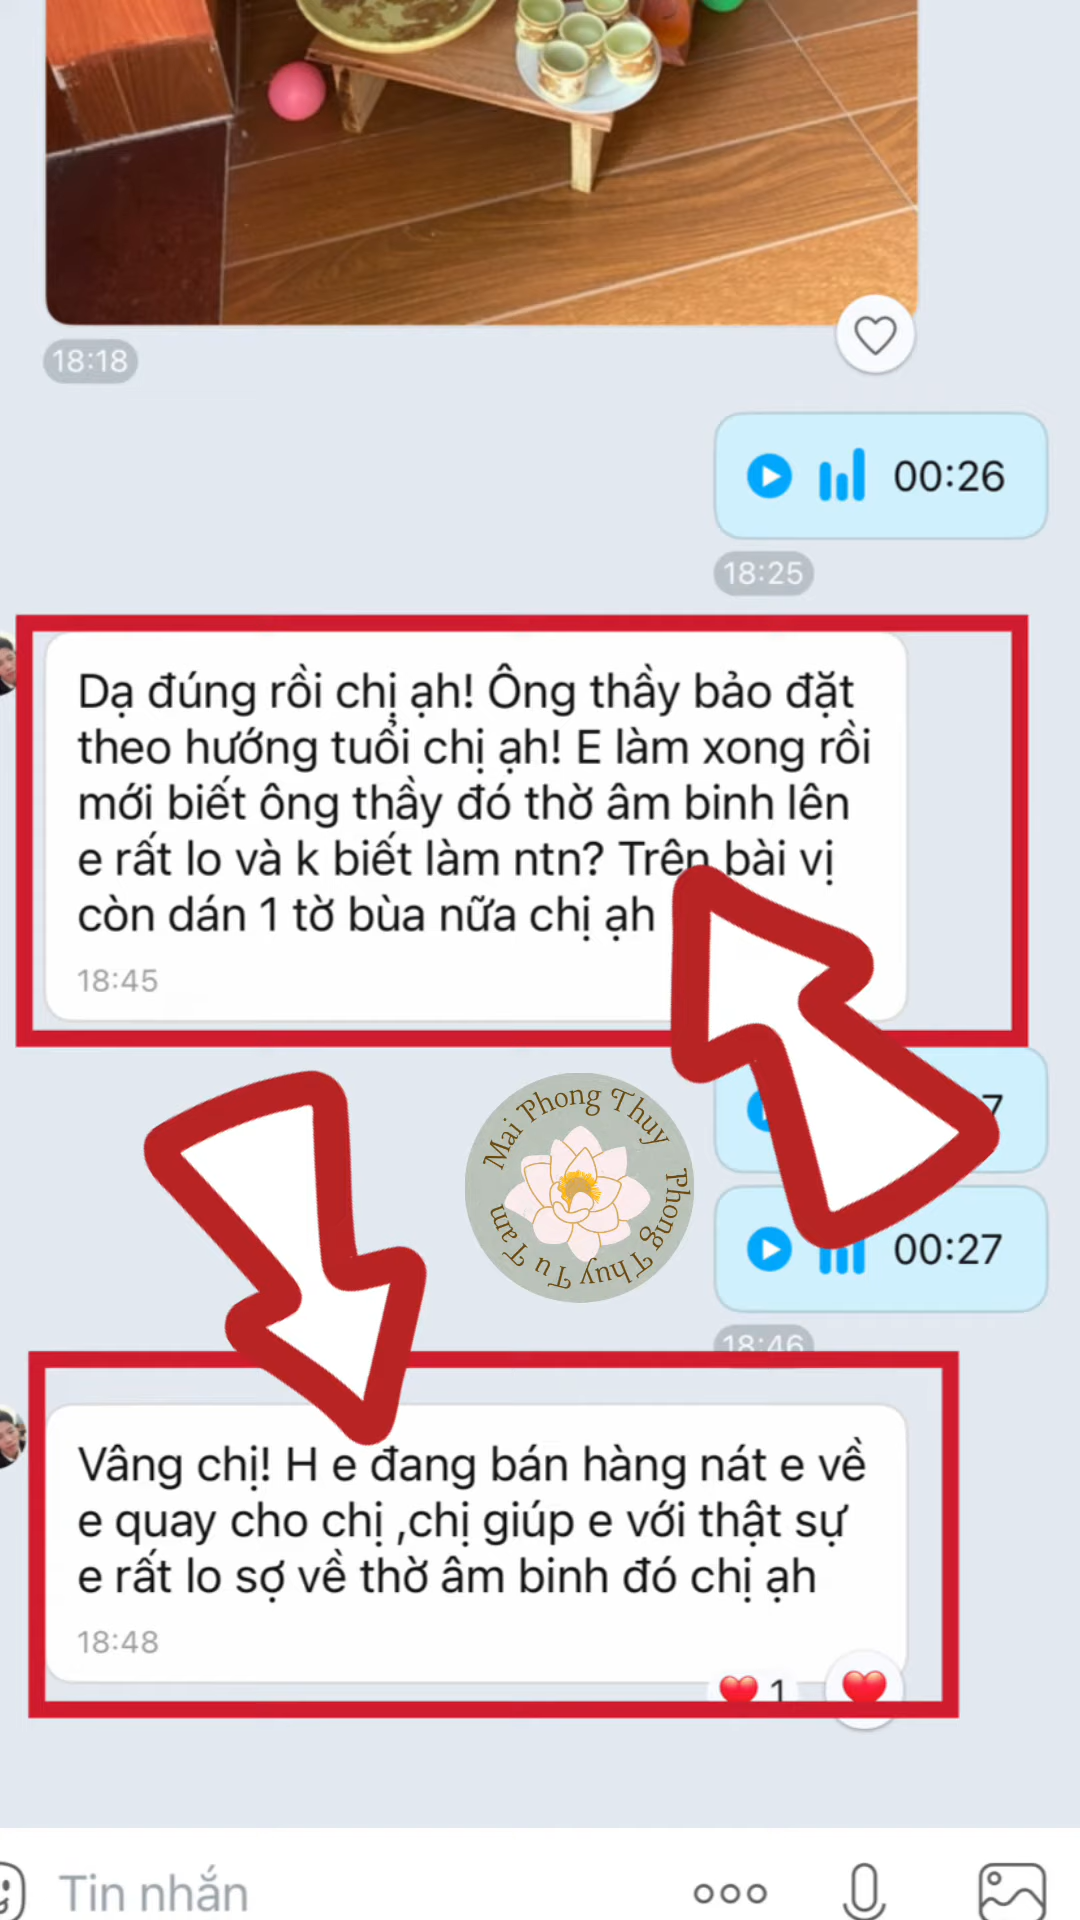 18:18
00:26
18:25
Dạ đúng rồi chị ạh! Ông thầy bảo đặt
theo hướng tuổi chị ạh! E làm xong rồi
mới biết ông thầy đó thờ âm binh lên
e rất lo và k biết làm ntn? Trên bài vị
còn dán 1 tờ bùa nữa chị ạh
18:45
7
Mai Phong Thuy
Phong Thuy Tu Tam
00:27
18:46
Vâng chị! H e đang bán hàng nát e về
e quay cho chị ,chị giúp e với thật sự
e rất lo sợ về thờ âm binh đó chị ạh
18:48
1
Tin nhắn